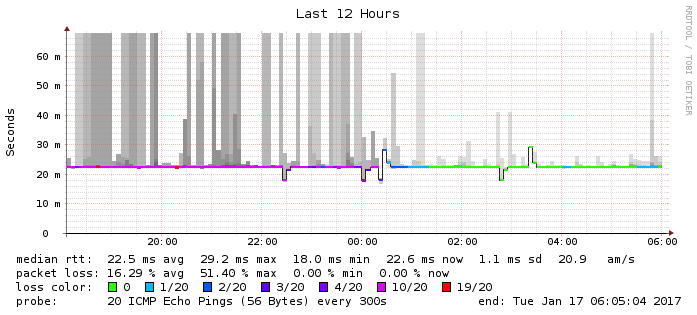 Last 12 Hours
RRDTOOL / TOBI OETIKER
Seconds
60 m
50 m
40 m
30 m
20 m
10 m
0
20:00 22:00 00:00 02:00 04:00 06:00
median rtt: 22.5 ms avg 29.2 ms max 18.0 ms min 22.6 ms now 1.1 ms sd 20.9 am/s
packet loss: 16.29 % avg 51.40 % max 0.00 % min 0.00 % now
loss color: 0 1/20 2/20 3/20 4/20 10/20 19/20
probe: 20 ICMP Echo Pings (56 Bytes) every 300s end: Tue Jan 17 06:05:04 2017